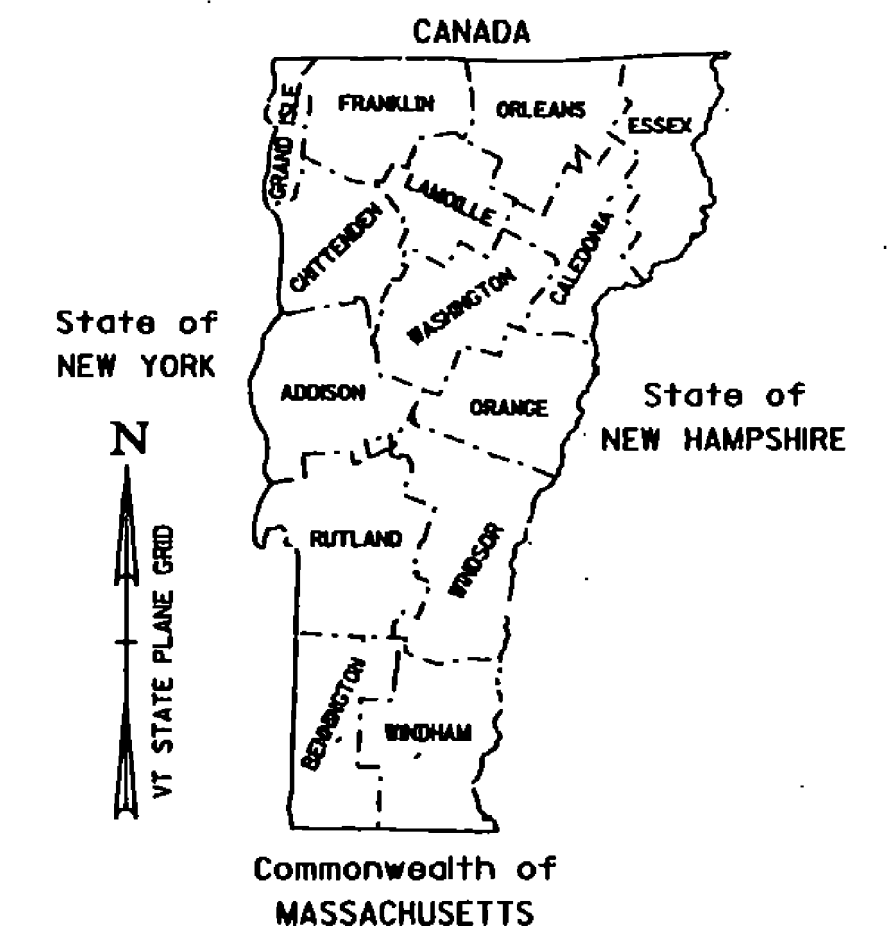 CANADA
GRAND ISLE
FRANKLIN
ORLEANS
ESSEX
LAMOILLE
CHITTENDEN
CALEDONIA
WASHINGTON
State of
NEW YORK
ADDISON
ORANGE
State of
NEW HAMPSHIRE
N
VT STATE PLANE GRID
RUTLAND
WINDSOR
BENNINGTON
WINDHAM
Commonwealth of
MASSACHUSETTS